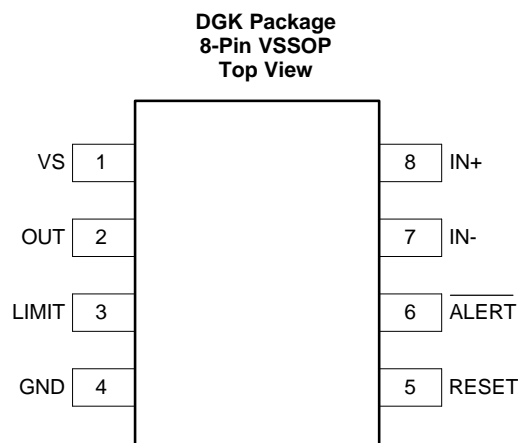 DGK Package
8-Pin VSSOP
Top View
VS 1 8 IN+
OUT 2 7 IN-
LIMIT 3 6 ALERT
GND 4 5 RESET